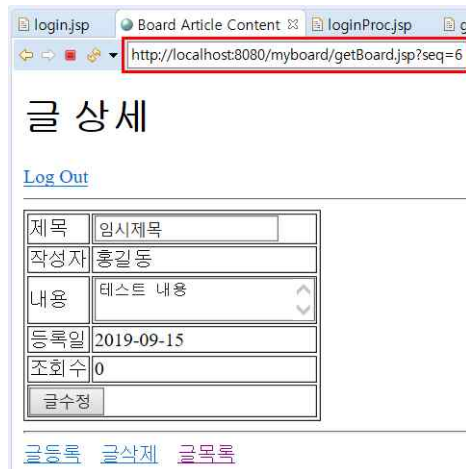 login.jsp Board Article Content loginProc.jsp g
http://localhost:8080/myboard/getBoard.jsp?seq=6
글 상세
Log Out
제목 임시제목
작성자 홍길동
내용 테스트 내용
등록일 2019-09-15
조회수 0
글수정
글등록 글삭제 글목록